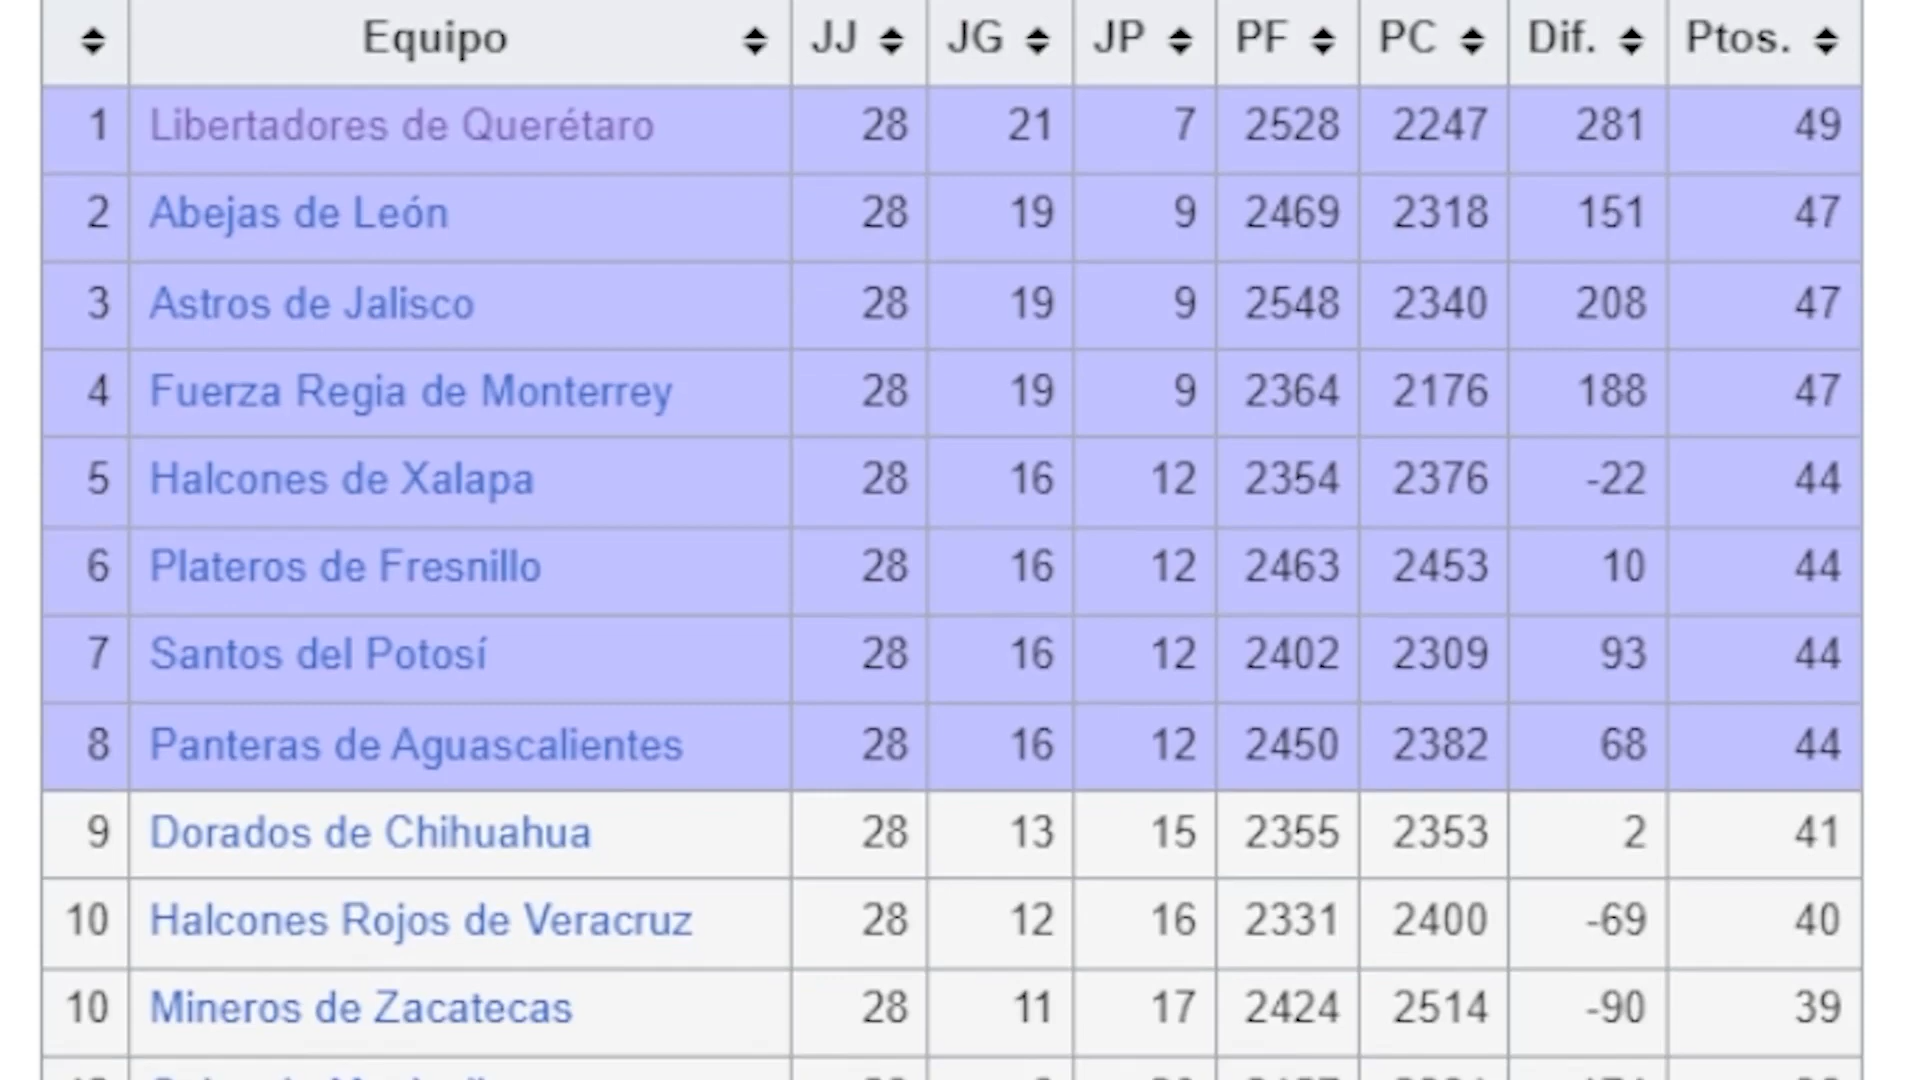 Equipo JJ JG JP PF PC Dif. Ptos.
1 Libertadores de Querétaro 28 21 7 2528 2247 281 49
2 Abejas de León 28 19 9 2469 2318 151 47
3 Astros de Jalisco 28 19 9 2548 2340 208 47
4 Fuerza Regia de Monterrey 28 19 9 2364 2176 188 47
5 Halcones de Xalapa 28 16 12 2354 2376 -22 44
6 Plateros de Fresnillo 28 16 12 2463 2453 10 44
7 Santos del Potosí 28 16 12 2402 2309 93 44
8 Panteras de Aguascalientes 28 16 12 2450 2382 68 44
9 Dorados de Chihuahua 28 13 15 2355 2353 2 41
10 Halcones Rojos de Veracruz 28 12 16 2331 2400 -69 40
10 Mineros de Zacatecas 28 11 17 2424 2514 -90 39